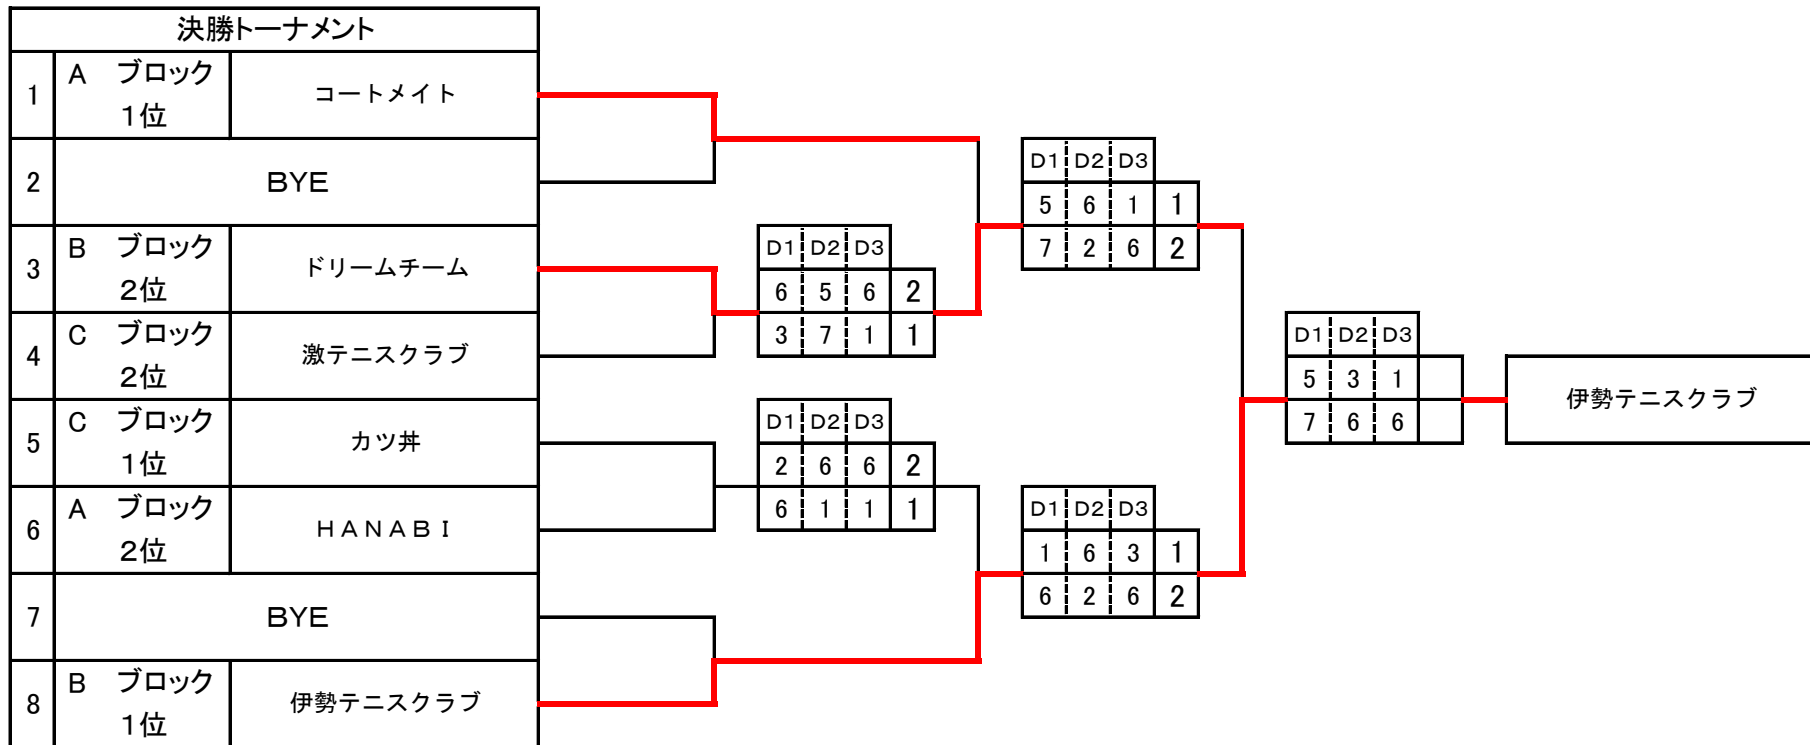 決勝トーナメント
1 A ブロック 1位 コートメイト
2 BYE
3 B ブロック 2位 ドリームチーム
4 C ブロック 2位 激テニスクラブ
5 C ブロック 1位 カツ丼
6 A ブロック 2位 HANABI
7 BYE
8 B ブロック 1位 伊勢テニスクラブ
D1 D2 D3
6 5 6 2
3 7 1 1
D1 D2 D3
2 6 6 2
6 1 1 1
D1 D2 D3
5 6 1 1
7 2 6 2
D1 D2 D3
1 6 3 1
6 2 6 2
D1 D2 D3
5 3 1
7 6 6
伊勢テニスクラブ